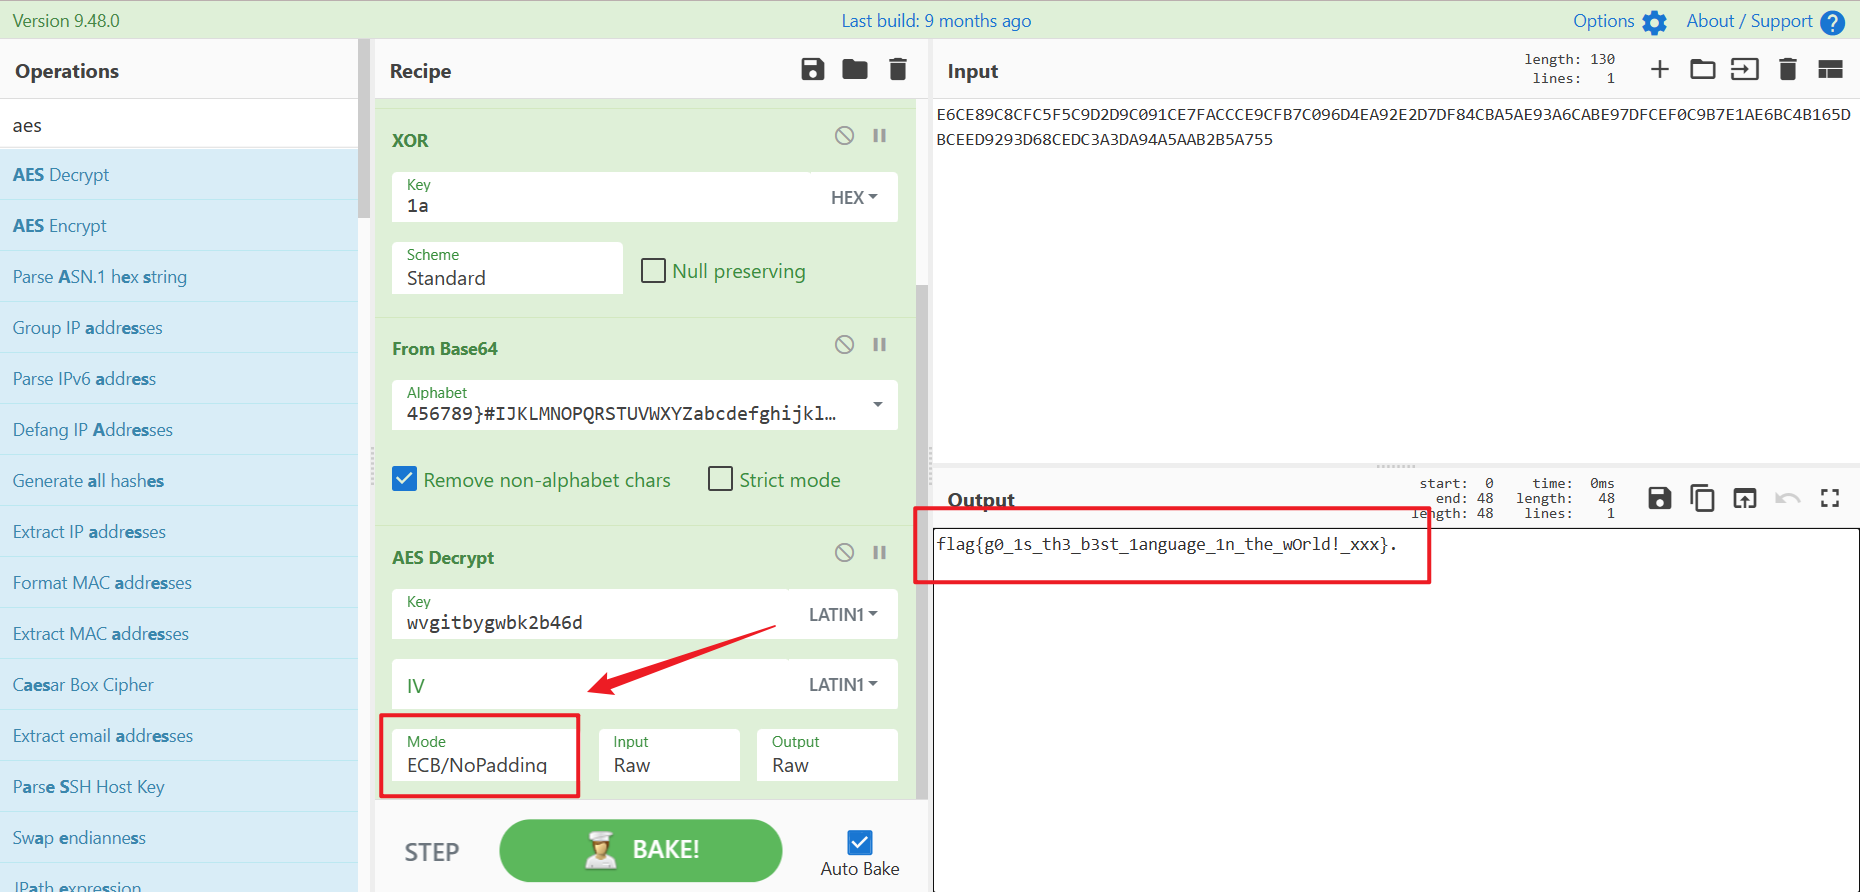 Version 9.48.0
Last build: 9 months ago
Options
About / Support
Operations
aes
AES Decrypt
AES Encrypt
Parse ASN.1 hex string
Group IP addresses
Parse IPv6 address
Defang IP Addresses
Generate all hashes
Extract IP addresses
Format MAC addresses
Extract MAC addresses
Caesar Box Cipher
Extract email addresses
Parse SSH Host Key
Swap endianness
JPath expression
Recipe
XOR
Key
1a
HEX
Scheme
Standard
Null preserving
From Base64
Alphabet
456789}#IJKLMNOPQRSTUVWXYZabcdefghijkl…
Remove non-alphabet chars
Strict mode
AES Decrypt
Key
wvgitbygwbk2b46d
LATIN1
IV
LATIN1
Mode
ECB/NoPadding
Input
Raw
Output
Raw
STEP
BAKE!
Auto Bake
Input
length: 130
lines: 1
E6CE89C8CFC5F5C9D2D9C091CE7FACCCE9CFB7C096D4EA92E2D7DF84CBA5AE93A6CABE97DFCEF0C9B7E1AE6BC4B165D
BCEED9293D68CEDC3A3DA94A5AAB2B5A755
Output
start: 0
end: 48
length: 48
time: 0ms
length: 48
lines: 1
flag{g0_1s_th3_b3st_1anguage_1n_the_wOrld!_xxx}.